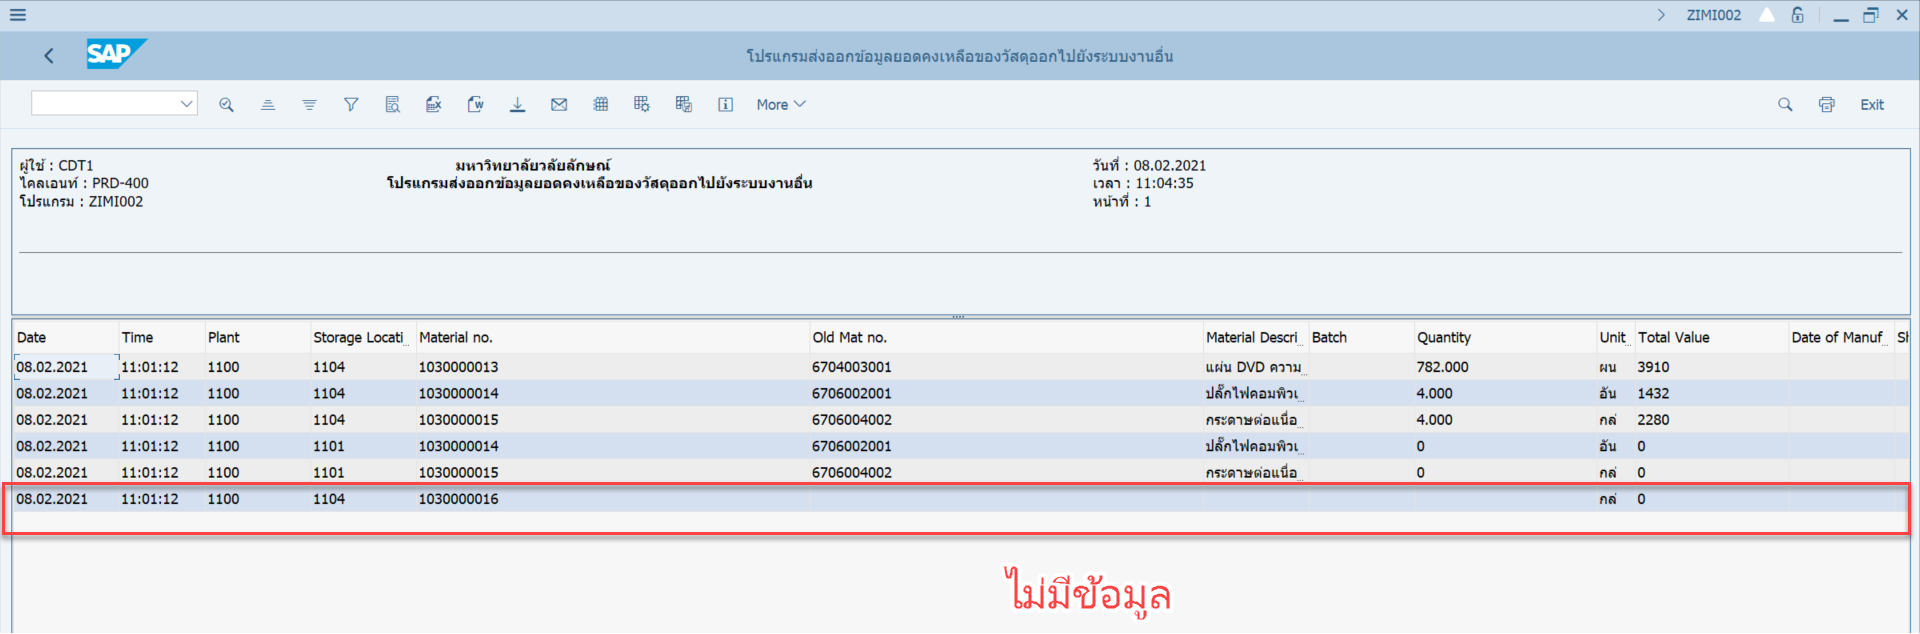 ZIMI002
SAP
โปรแกรมส่งออกข้อมูลยอดคงเหลือของวัสดุออกไปยังระบบงานอื่น
More
Exit
ผู้ใช้ : CDT1 มหาวิทยาลัยวลัยลักษณ์ วันที่ : 08.02.2021
ไคลเอนท์ : PRD-400 โปรแกรมส่งออกข้อมูลยอดคงเหลือของวัสดุออกไปยังระบบงานอื่น เวลา : 11:04:35
โปรแกรม : ZIMI002 หน้าที่ : 1
Date Time Plant Storage Locati... Material no. Old Mat no. Material Descri... Batch Quantity Unit... Total Value Date of Manuf... Sh
08.02.2021 11:01:12 1100 1104 1030000013 6704003001 แผ่น DVD ความ... 782.000 ผน 3910
08.02.2021 11:01:12 1100 1104 1030000014 6706002001 ปลั๊กไฟคอมพิวเ... 4.000 อัน 1432
08.02.2021 11:01:12 1100 1104 1030000015 6706004002 กระดาษต่อเนื่อ... 4.000 กล่ 2280
08.02.2021 11:01:12 1100 1101 1030000014 6706002001 ปลั๊กไฟคอมพิวเ... 0 อัน 0
08.02.2021 11:01:12 1100 1101 1030000015 6706004002 กระดาษต่อเนื่อ... 0 กล่ 0
08.02.2021 11:01:12 1100 1104 1030000016 กล่ 0
ไม่มีข้อมูล